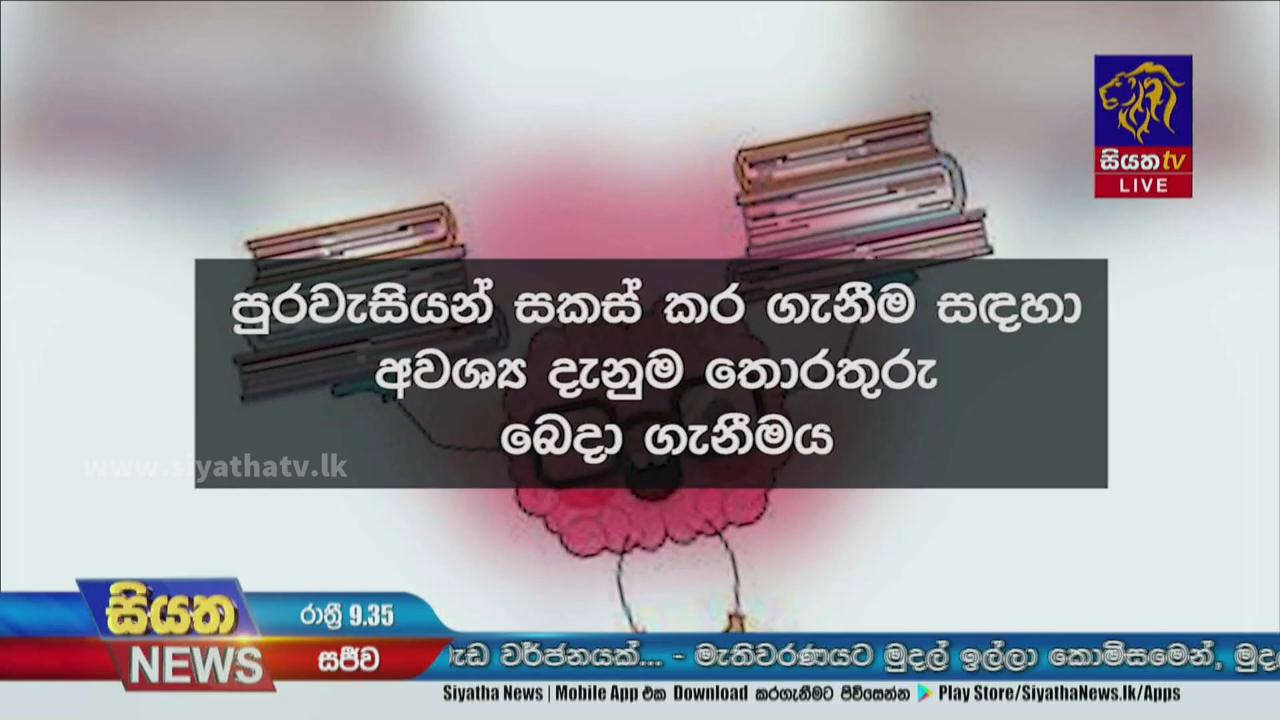 සියත tv
LIVE
පුරවැසියන් සකස් කර ගැනීම සඳහා
අවශ්‍ය දැනුම තොරතුරු
බෙදා ගැනීමය
www.siyathatv.lk
සියත
NEWS
රාත්‍රී 9.35
සජීව
වැඩ වර්ජනයක්... - මැතිවරණයට මුදල් ඉල්ලා කොමිසමෙන්, මුද
Siyatha News | Mobile App එක Download කරගැනීමට පිවිසෙන්න Play Store/SiyathaNews.lk/Apps